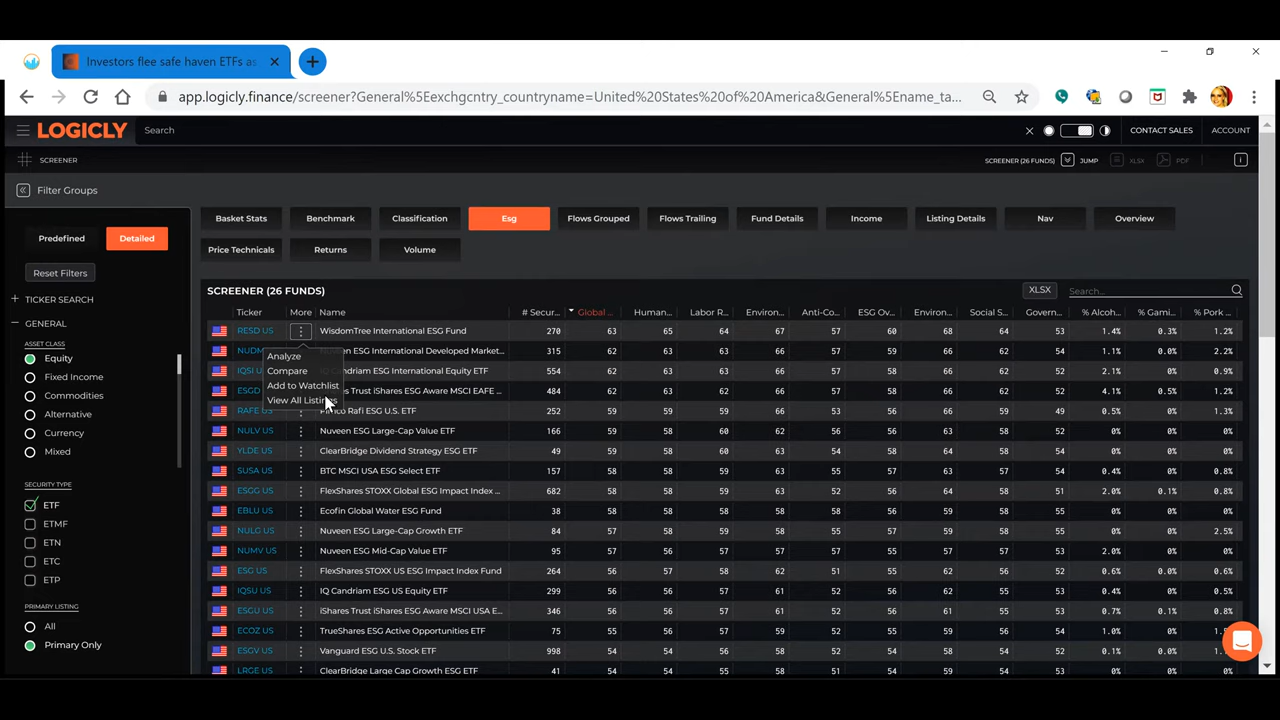 Investors flee safe haven ETFs as
app.logicly.finance/screener?General%5Eexchgcntry_countryname=United%20States%20of%20America&General%5Ename_ta...
LOGICLY Search CONTACT SALES ACCOUNT
SCREENER SCREENER (26 FUNDS) JUMP XLSX PDF
Filter Groups
Basket Stats Benchmark Classification Esg Flows Grouped Flows Trailing Fund Details Income Listing Details Nav Overview
Price Technicals Returns Volume
Predefined Detailed
Reset Filters
TICKER SEARCH
GENERAL
ASSET CLASS
Equity
Fixed Income
Commodities
Alternative
Currency
Mixed
SECURITY TYPE
ETF
ETMF
ETN
ETC
ETP
PRIMARY LISTING
All
Primary Only
SCREENER (26 FUNDS) XLSX Search...
Ticker More Name # Secur... Global ... Human... Labor R... Environ... Anti-Co... ESG Ov... Environ... Social S... Govern... % Alcoh... % Gami... % Pork ...
RESD US WisdomTree International ESG Fund 270 63 65 64 67 57 60 68 64 53 1.4% 0.3% 1.2%
Nuveen ESG International Developed Market... 315 62 63 62 66 57 58 64 62 54 1.1% 0% 2.2%
Candriam ESG International Equity ETF 554 62 63 62 66 57 58 66 62 54 2.1% 0% 0.9%
ESGD Trust iShares ESG Aware MSCI EAFE ... 484 62 63 62 66 57 58 66 62 54 4.1% 0.5% 1.2%
Rafi ESG U.S. ETF 268 59 59 58 66 53 56 66 59 49 0.5% 0% 1.3%
NULV US Nuveen ESG Large-Cap Value ETF 166 59 58 60 62 56 56 63 58 52 0% 0% 0%
YLDE US ClearBridge Dividend Strategy ESG ETF 49 59 58 60 63 54 56 64 58 53 0% 0% 0%
SUSA US BTC MSCI USA ESG Select ETF 157 58 58 59 63 54 56 63 57 53 0.4% 0% 0.8%
ESGG US FlexShares STOXX Global ESG Impact Index ... 682 58 58 59 63 52 56 64 58 51 2.0% 0.1% 0.8%
EBLU US Ecofin Global Water ESG Fund 38 58 58 59 62 54 56 61 58 52 0% 0% 0%
NULG US Nuveen ESG Large-Cap Growth ETF 84 57 58 59 60 53 56 61 57 54 0% 0% 2.5%
NUMV US Nuveen ESG Mid-Cap Value ETF 95 57 56 58 60 53 55 60 56 52 2.0% 0% 0%
ESG US FlexShares STOXX US ESG Impact Fund 264 56 57 58 62 51 55 62 56 52 0.6% 0% 0.6%
IQSU US IQ Candriam ESG US Equity ETF 299 56 57 58 61 52 55 62 56 53 0.4% 0% 0.5%
ESGU US iShares Trust iShares ESG Aware MSCI USA E... 346 56 56 58 61 52 55 61 55 53 0.7% 0.1% 0.8%
ECOZ US TrueShares ESG Active Opportunities ETF 75 55 56 57 60 51 55 60 55 53 1.0% 0%
ESGV US Vanguard ESG U.S. Stock ETF 998 54 54 56 59 51 54 59 54 52 0% 0%
LRGE US ClearBridge Large Cap Growth ESG ETF 41 54 55 56 58 50 54 59 54 53 0% 0% 0%
Analyze
Compare
Add to Watchlist
View All Listings